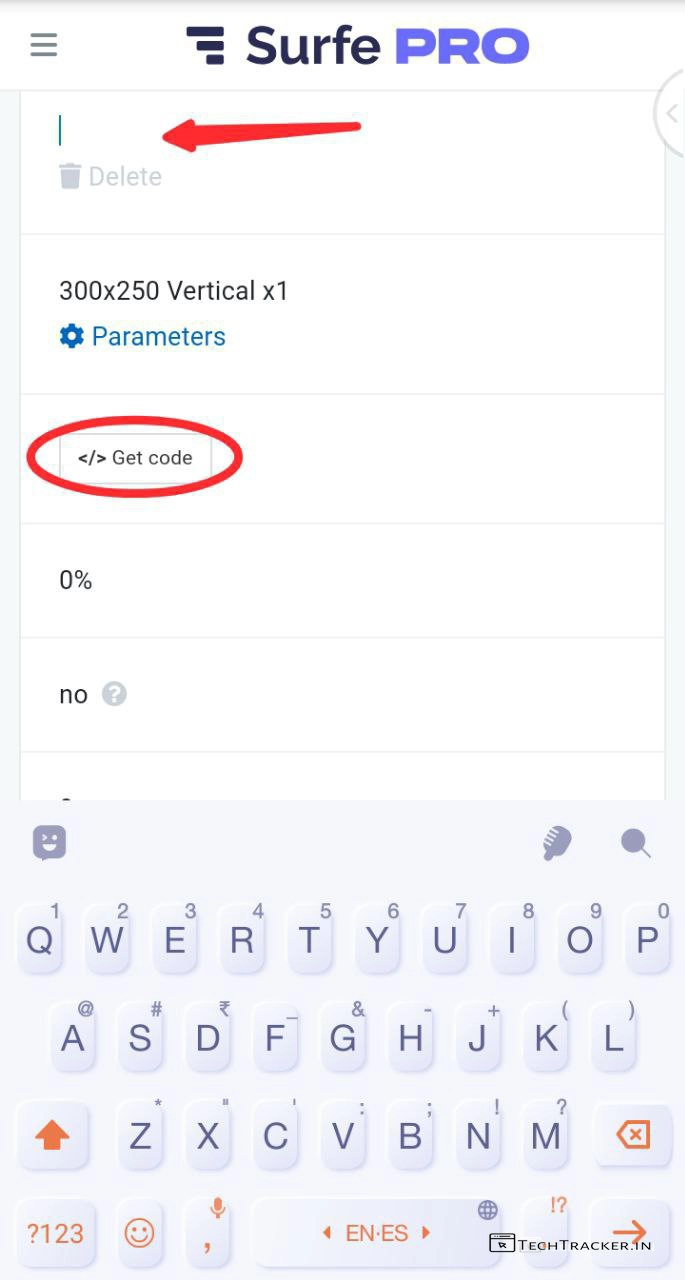 Surfe PRO
Delete
300x250 Vertical x1
Parameters
</> Get code
0%
no ?
1 2 3 4 5 6 7 8 9 0
Q W E R T Y U I O P
@ # ₹ _ & - + ( )
A S D F G H J K L
* " ' : ; ! ?
Z X C V B N M
!?
?123 , EN·ES
TECHTRACKER.IN